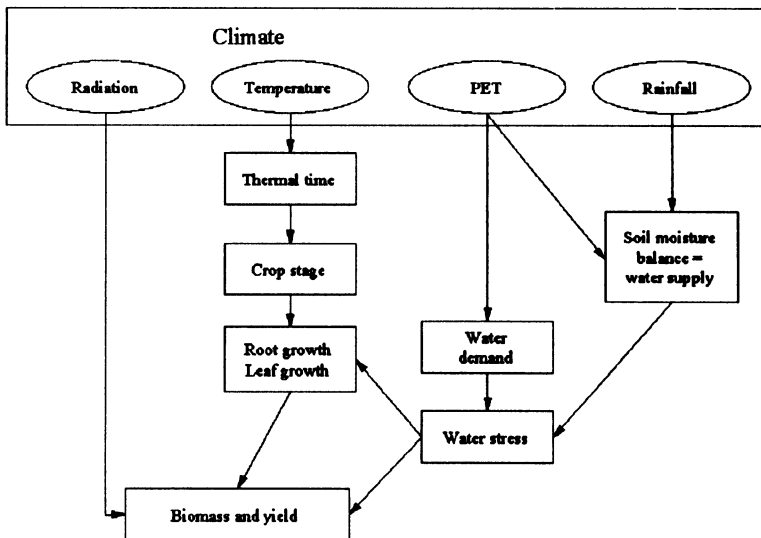 Climate
Radiation
Temperature
PET
Rainfall
Thermal time
Soil moisture
balance =
water supply
Crop stage
Root growth
Leaf growth
Water
demand
Water stress
Biomass and yield